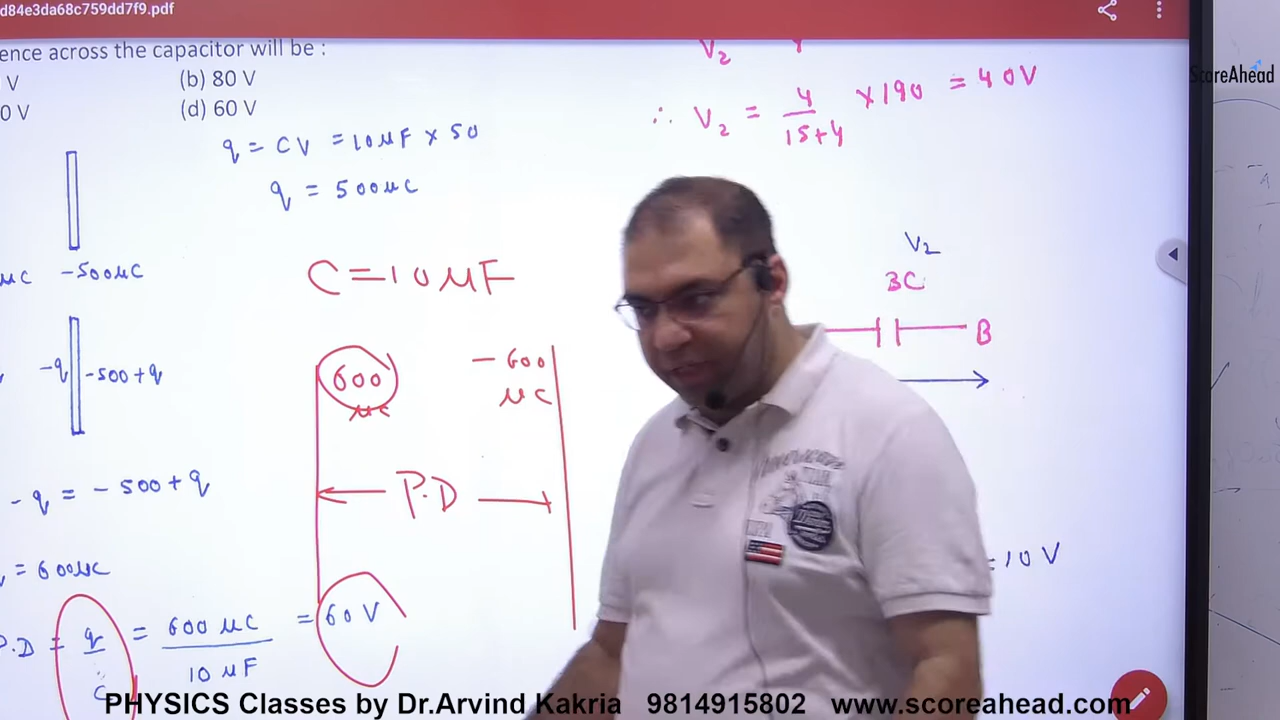 d84e3da68c759dd7f9.pdf
ence across the capacitor will be :
V (b) 80 V
0 V (d) 60 V
q = CV = 10μF × 50
q = 500μC
μC -500μC
C = 10μF
-q -500+q
600 μC
-600 μC
-q = -500+q
P.D
= 600μC
P.D = q/C = 600 μC / 10 μF = 60 V
V₂
∴ V₂ = 4/(15+4) × 190 = 40V
V₂
3C
B
= 10 V
ScoreAhead
PHYSICS Classes by Dr.Arvind Kakria 9814915802 www.scoreahead.com